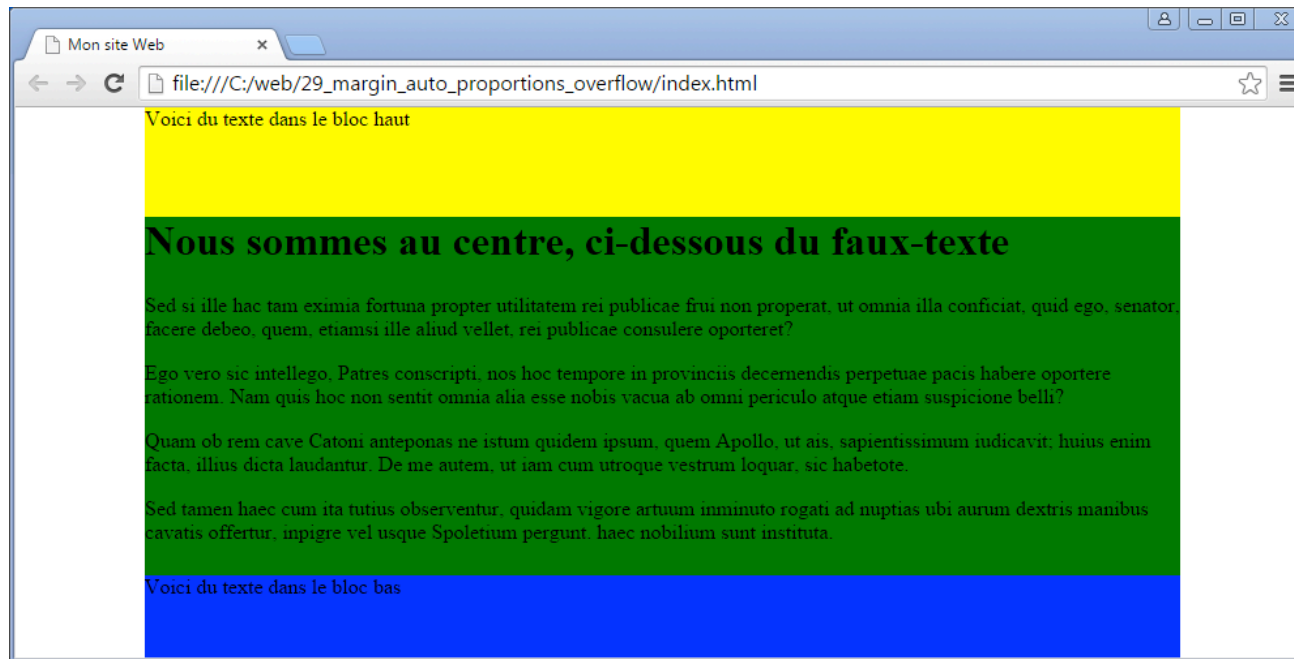 Mon site Web
file:///C:/web/29_margin_auto_proportions_overflow/index.html
Voici du texte dans le bloc haut
Nous sommes au centre, ci-dessous du faux-texte
Sed si ille hac tam eximia fortuna propter utilitatem rei publicae frui non properat, ut omnia illa conficiat, quid ego, senator,
facere debeo, quem, etiamsi ille aliud vellet, rei publicae consulere oporteret?
Ego vero sic intellego, Patres conscripti, nos hoc tempore in provinciis decernendis perpetuae pacis habere oportere
rationem. Nam quis hoc non sentit omnia alia esse nobis vacua ab omni periculo atque etiam suspicione belli?
Quam ob rem cave Catoni anteponas ne istum quidem ipsum, quem Apollo, ut ais, sapientissimum iudicavit; huius enim
facta, illius dicta laudantur. De me autem, ut iam cum utroque vestrum loquar, sic habetote.
Sed tamen haec cum ita tutius observentur, quidam vigore artuum inminuto rogati ad nuptias ubi aurum dextris manibus
cavatis offertur, inpigre vel usque Spoletium pergunt. haec nobilium sunt instituta.
Voici du texte dans le bloc bas